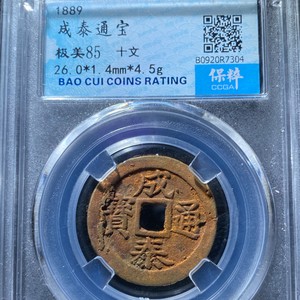 1889
成泰通宝
极美85 十文
26.0*1.4mm*4.5g
BAO CUI COINS RATING
B0920R7304
保粹
CCGA
成泰通寶